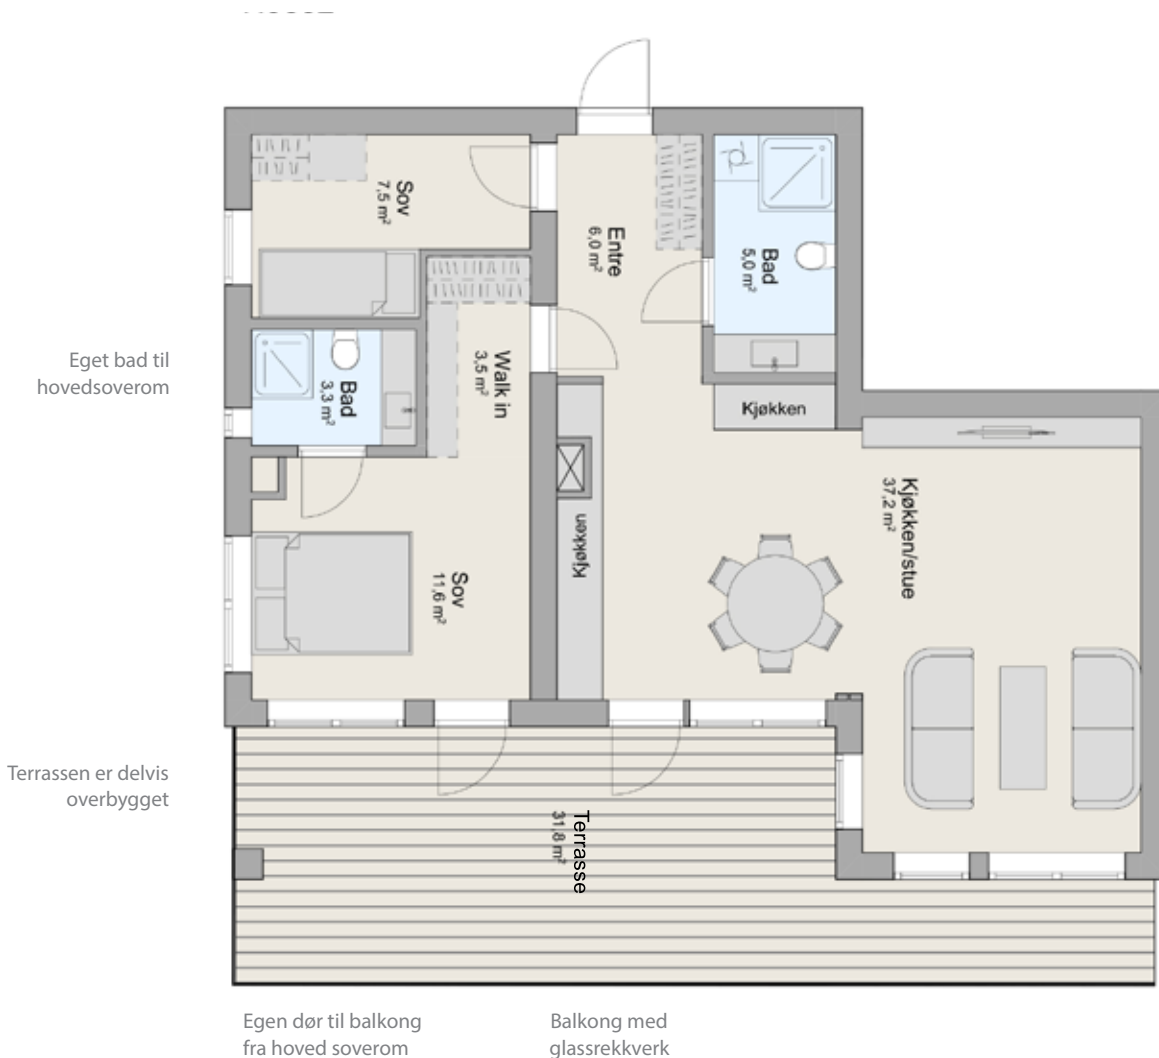 Sov
7,5 m²
Entre
6,0 m²
Bad
5,0 m²
Eget bad til
hovedsoverom
Bad
3,3 m²
Walk in
3,5 m²
Kjøkken
Kjøkken/stue
37,2 m²
Kjøkken
Sov
11,6 m²
Terrassen er delvis
overbygget
Terrasse
31,8 m²
Egen dør til balkong
fra hoved soverom
Balkong med
glassrekkverk